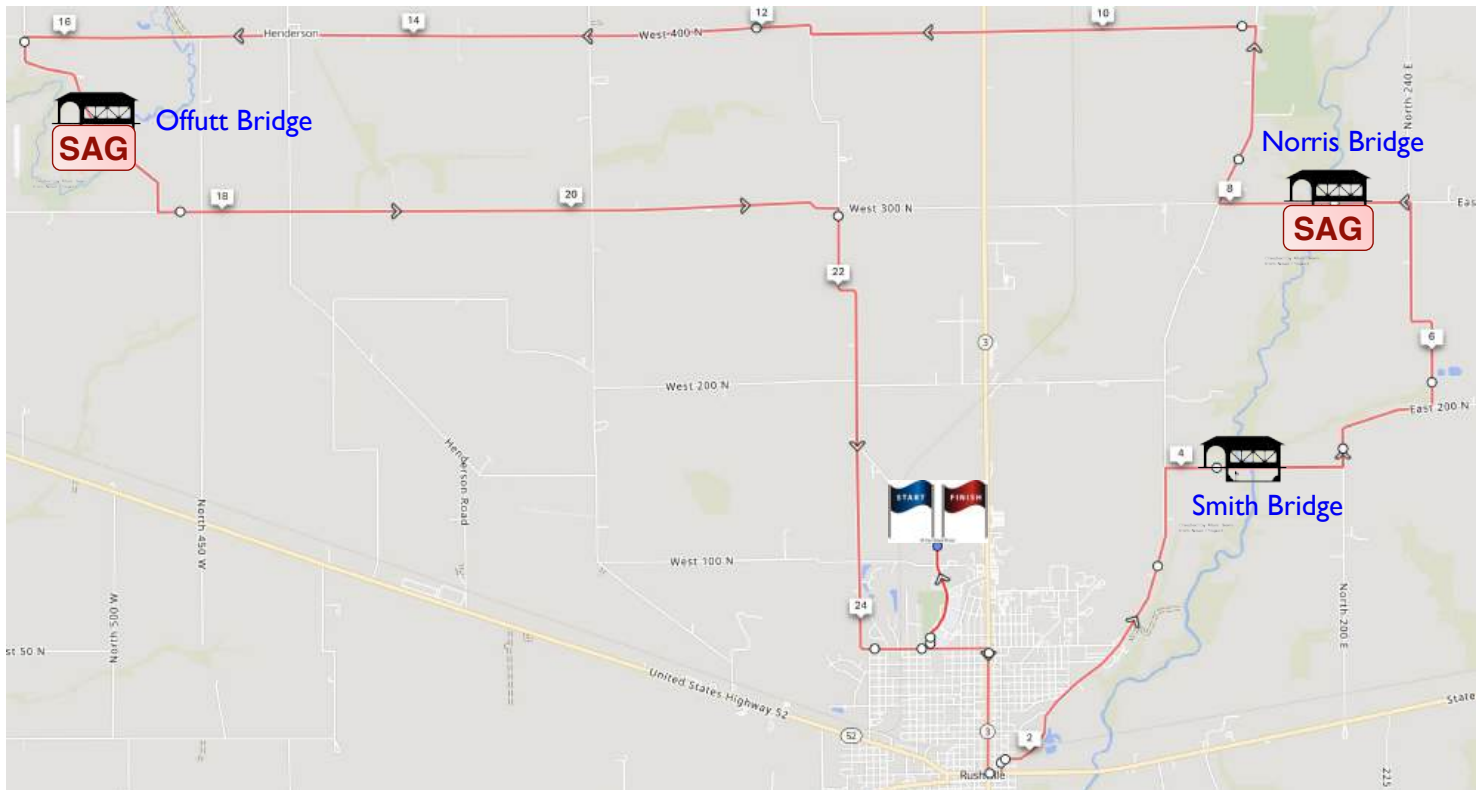 16
14
12
10
Henderson
West 400 N
North 240 E
Offutt Bridge
SAG
Norris Bridge
18
20
8
West 300 N
Eas
SAG
22
3
6
West 200 N
East 200 N
Henderson Road
4
START
FINISH
Smith Bridge
North 450 W
West 100 N
24
North 500 W
st 50 N
North 200 E
United States Highway 52
State
52
3
2
Rushville
225